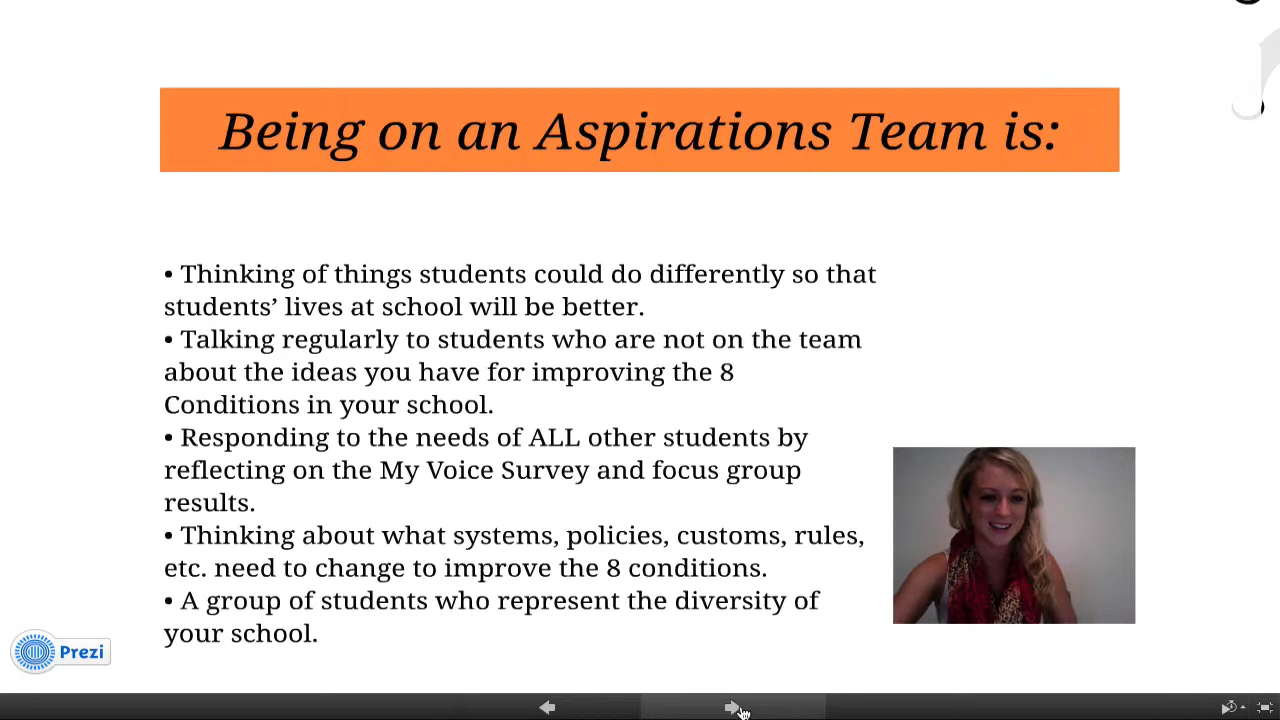 Being on an Aspirations Team is:
• Thinking of things students could do differently so that
students’ lives at school will be better.
• Talking regularly to students who are not on the team
about the ideas you have for improving the 8
Conditions in your school.
• Responding to the needs of ALL other students by
reflecting on the My Voice Survey and focus group
results.
• Thinking about what systems, policies, customs, rules,
etc. need to change to improve the 8 conditions.
• A group of students who represent the diversity of
your school.
Prezi